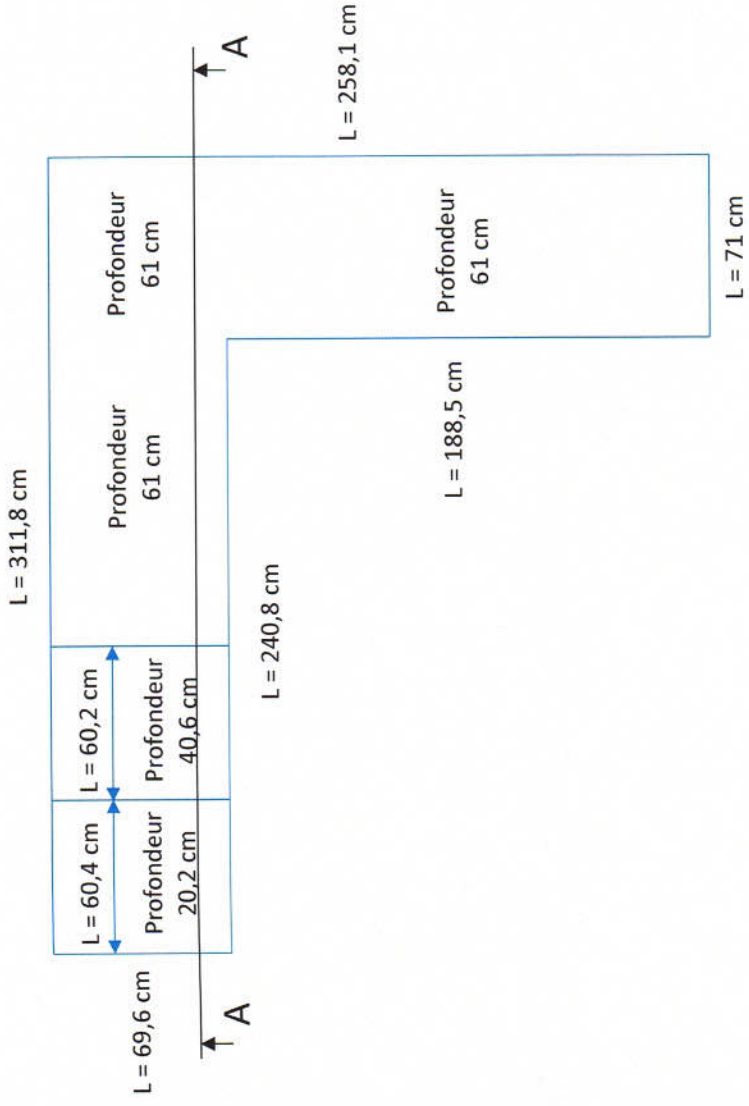 L = 311,8 cm
L = 60,4 cm
L = 60,2 cm
Profondeur
20,2 cm
Profondeur
40,6 cm
Profondeur
61 cm
Profondeur
61 cm
L = 69,6 cm
A
A
L = 258,1 cm
L = 240,8 cm
L = 188,5 cm
Profondeur
61 cm
L = 71 cm